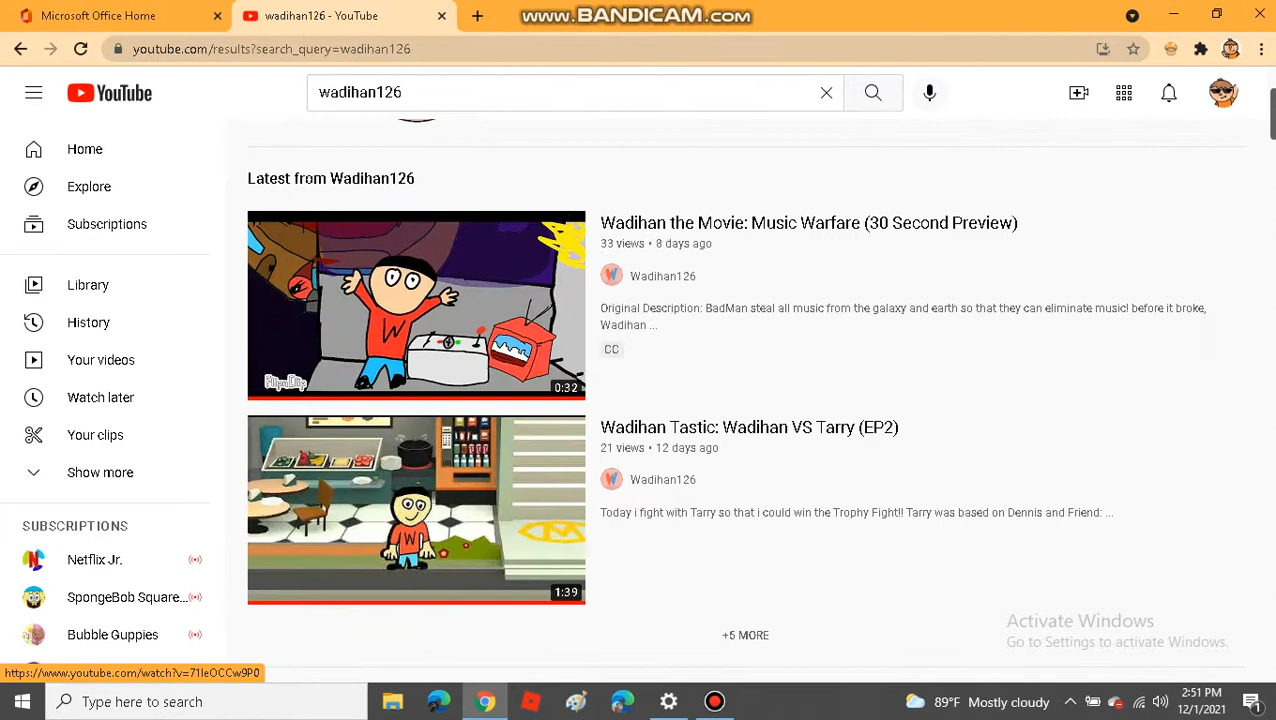 Microsoft Office Home
wadihan126 - YouTube
www.BANDICAM.com
youtube.com/results?search_query=wadihan126
YouTube
wadihan126
Home
Explore
Subscriptions
Library
History
Your videos
Watch later
Your clips
Show more
SUBSCRIPTIONS
Netflix Jr.
SpongeBob Square...
Bubble Guppies
Latest from Wadihan126
W
FlipaClip
0:32
Wadihan the Movie: Music Warfare (30 Second Preview)
33 views • 8 days ago
W Wadihan126
Original Description: BadMan steal all music from the galaxy and earth so that they can eliminate music! before it broke,
Wadihan ...
CC
W
M
1:39
Wadihan Tastic: Wadihan VS Tarry (EP2)
21 views • 12 days ago
W Wadihan126
Today i fight with Tarry so that i could win the Trophy Fight!! Tarry was based on Dennis and Friend: ...
+5 MORE
Activate Windows
Go to Settings to activate Windows.
https://www.youtube.com/watch?v=71IeOCCw9P0
Type here to search
89°F Mostly cloudy
2:51 PM
12/1/2021
1